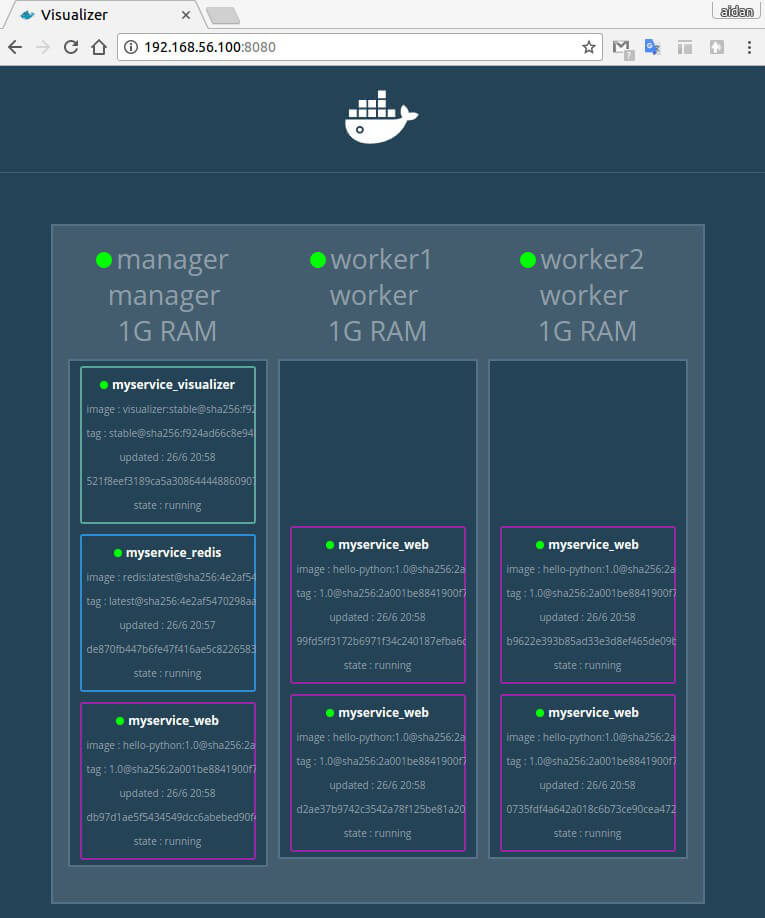 Visualizer
aidan
192.168.56.100:8080
manager
manager
1G RAM
myservice_visualizer
image : visualizer:stable@sha256:f92
tag : stable@sha256:f924ad66c8e94
updated : 26/6 20:58
521f8eef3189ca5a308644448860907
state : running
myservice_redis
image : redis:latest@sha256:4e2af54
tag : latest@sha256:4e2af5470298aa
updated : 26/6 20:57
de870fb447b6fe47f416ae5c8226583
state : running
myservice_web
image : hello-python:1.0@sha256:2a
tag : 1.0@sha256:2a001be8841900f7
updated : 26/6 20:58
db97d1ae5f5434549dcc6abebed90f4
state : running
worker1
worker
1G RAM
myservice_web
image : hello-python:1.0@sha256:2a
tag : 1.0@sha256:2a001be8841900f7
updated : 26/6 20:58
99fd5ff3172b6971f34c240187efba6c
state : running
myservice_web
image : hello-python:1.0@sha256:2a
tag : 1.0@sha256:2a001be8841900f7
updated : 26/6 20:58
d2ae37b9742c3542a78f125be81a20
state : running
worker2
worker
1G RAM
myservice_web
image : hello-python:1.0@sha256:2a
tag : 1.0@sha256:2a001be8841900f7
updated : 26/6 20:58
b9622e393b85ad33e3d8ef465de09b
state : running
myservice_web
image : hello-python:1.0@sha256:2a
tag : 1.0@sha256:2a001be8841900f7
updated : 26/6 20:58
0735fdf4a642a018c6b73ce90cea472
state : running